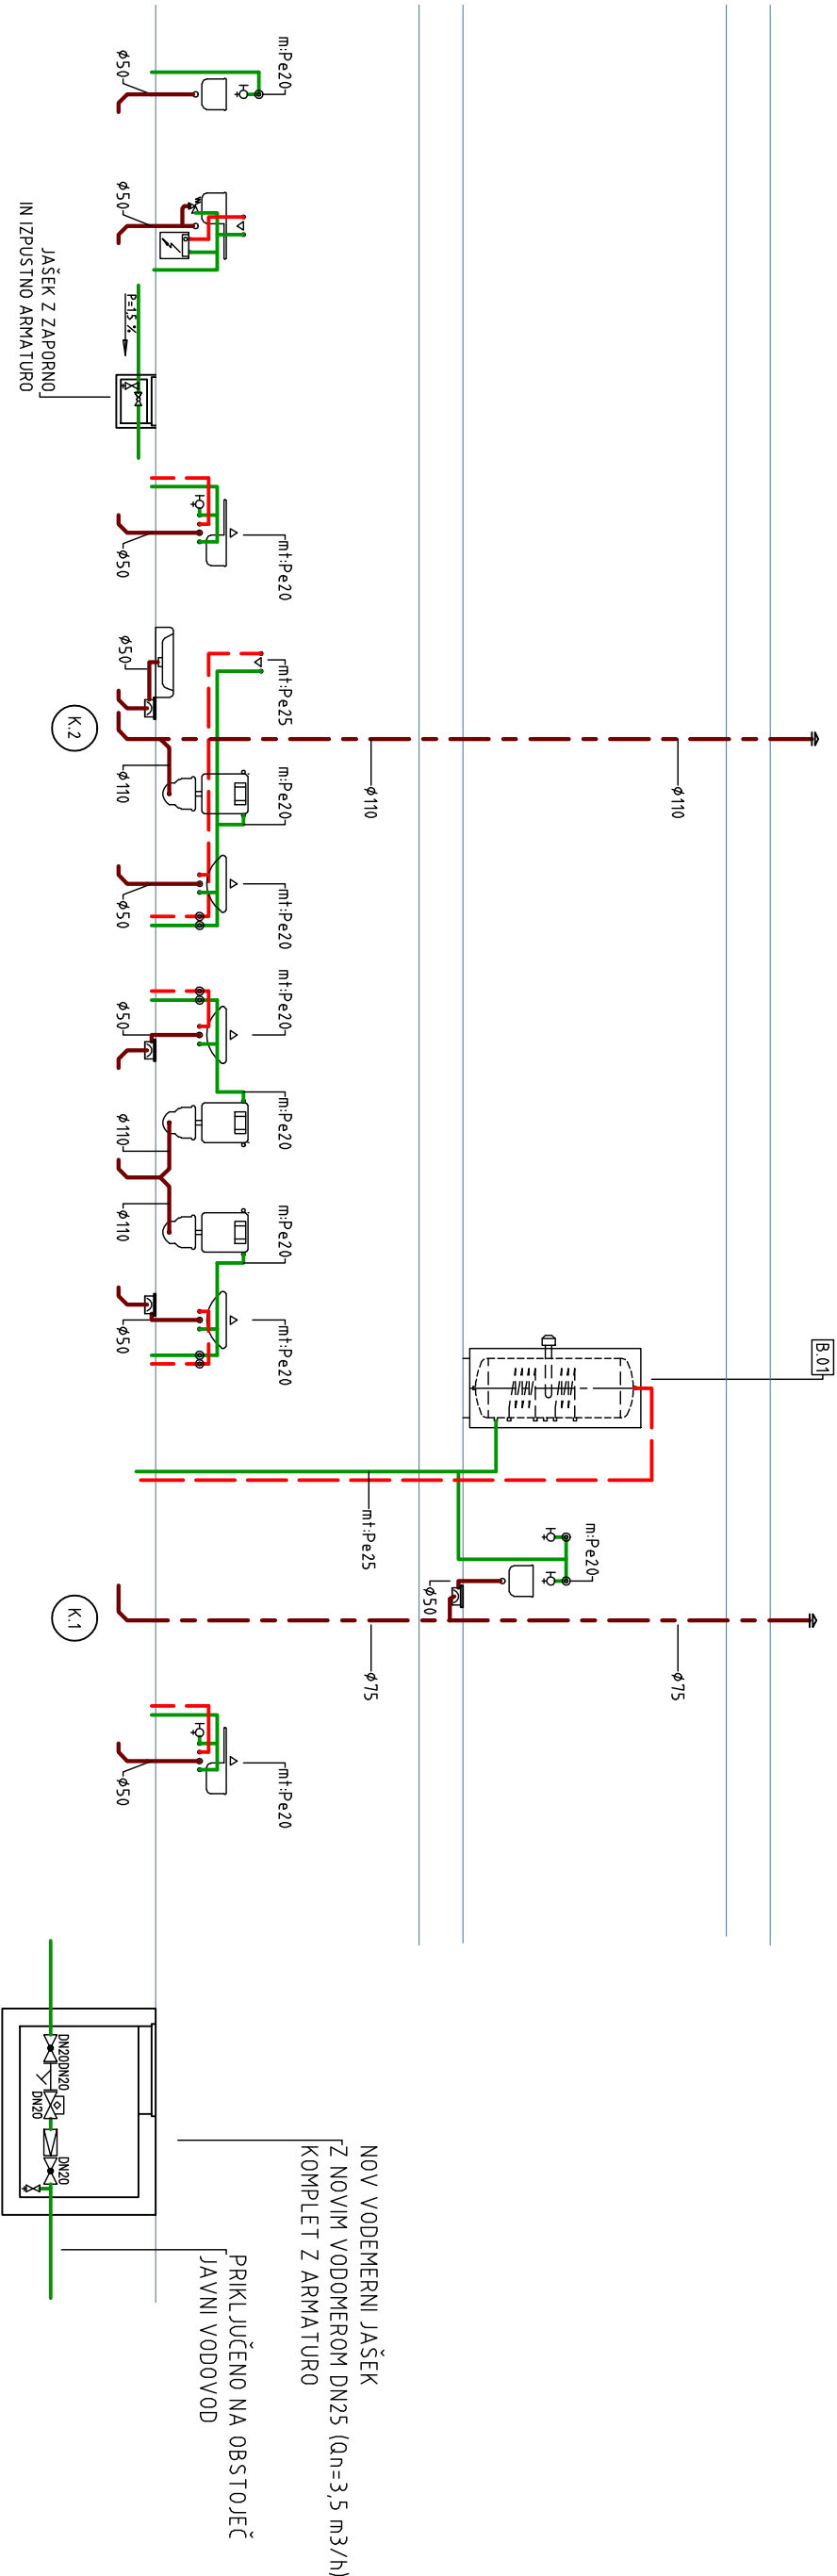 m:Pe20
ø50
ø50
P=1,5 %
JAŠEK Z ZAPORNO
IN IZPUSTNO ARMATURO
mt:Pe20
ø50
ø50
mt:Pe25
K.2
ø110
m:Pe20
ø110
ø110
mt:Pe20
ø50
mt:Pe20
ø50
m:Pe20
ø110
ø110
m:Pe20
mt:Pe20
ø50
B.01
mt:Pe25
m:Pe20
ø50
K.1
ø75
ø75
mt:Pe20
ø50
DN20
DN20
DN20
DN20
NOV VODEMERNI JAŠEK
Z NOVIM VODOMEROM DN25 (Qn=3,5 m3/h)
KOMPLET Z ARMATURO
PRIKLJUČENO NA OBSTOJEČ
JAVNI VODOVOD